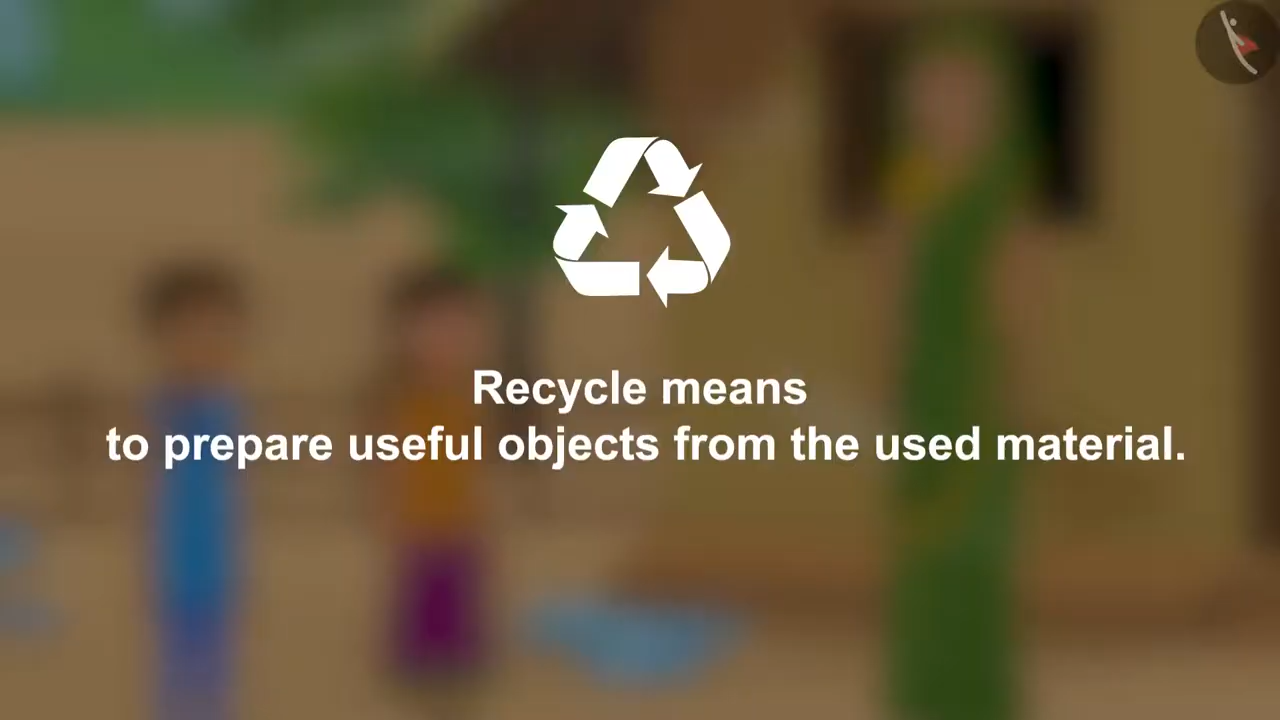 Recycle means
to prepare useful objects from the used material.